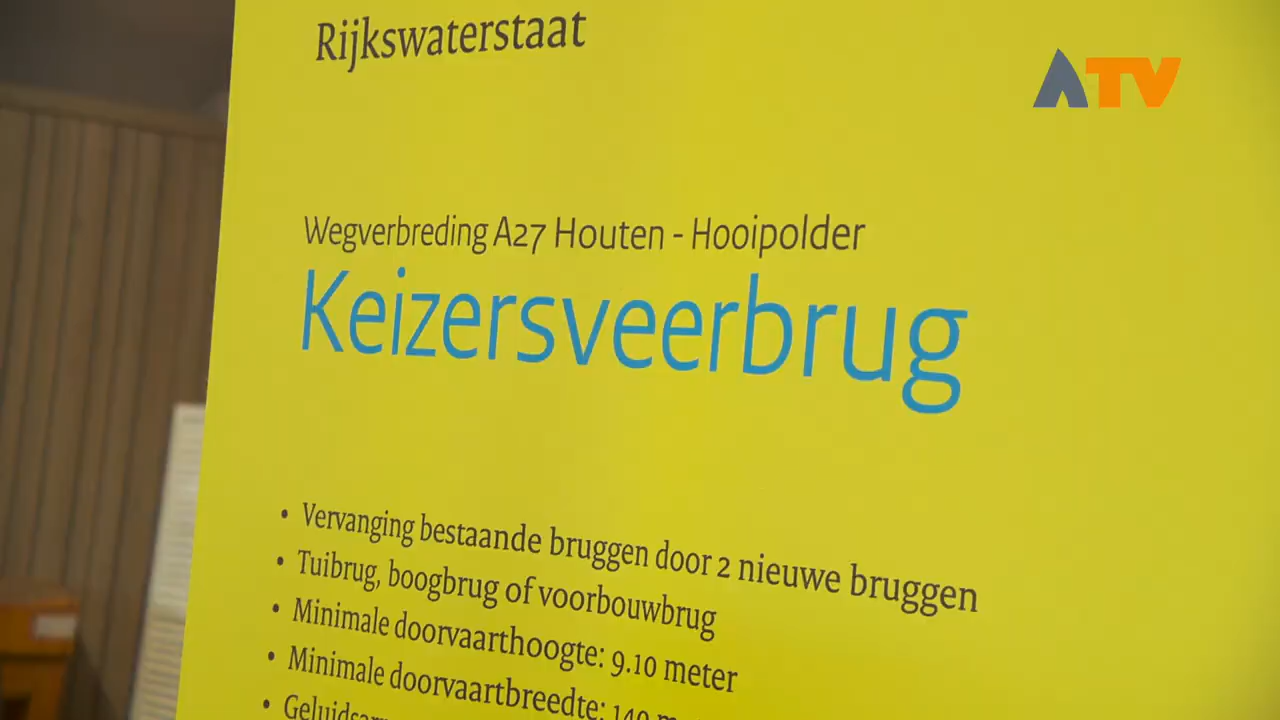 Rijkswaterstaat
ATV
Wegverbreding A27 Houten - Hooipolder
Keizersveerbrug
• Vervanging bestaande bruggen door 2 nieuwe bruggen
• Tuibrug, boogbrug of voorbouwbrug
• Minimale doorvaarthoogte: 9.10 meter
• Minimale doorvaartbreedte: 140